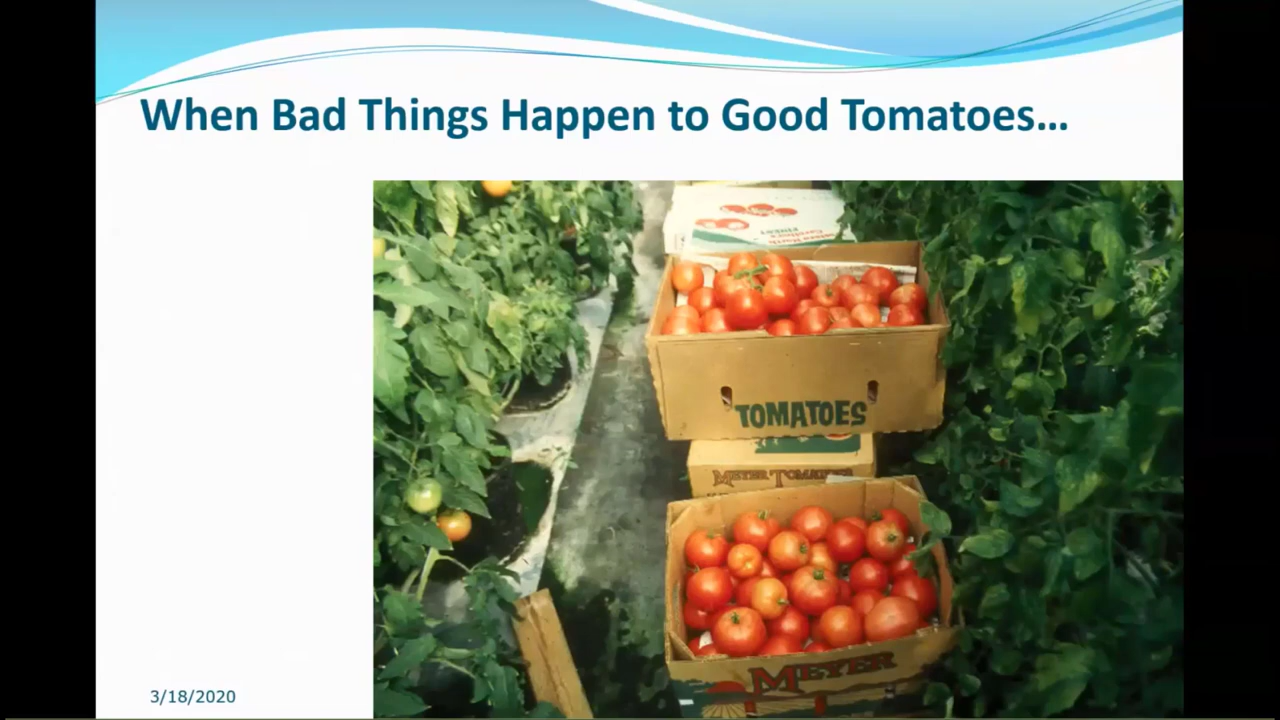 When Bad Things Happen to Good Tomatoes...
TOMATOES
MEYER TOMATOES
MEYER
3/18/2020